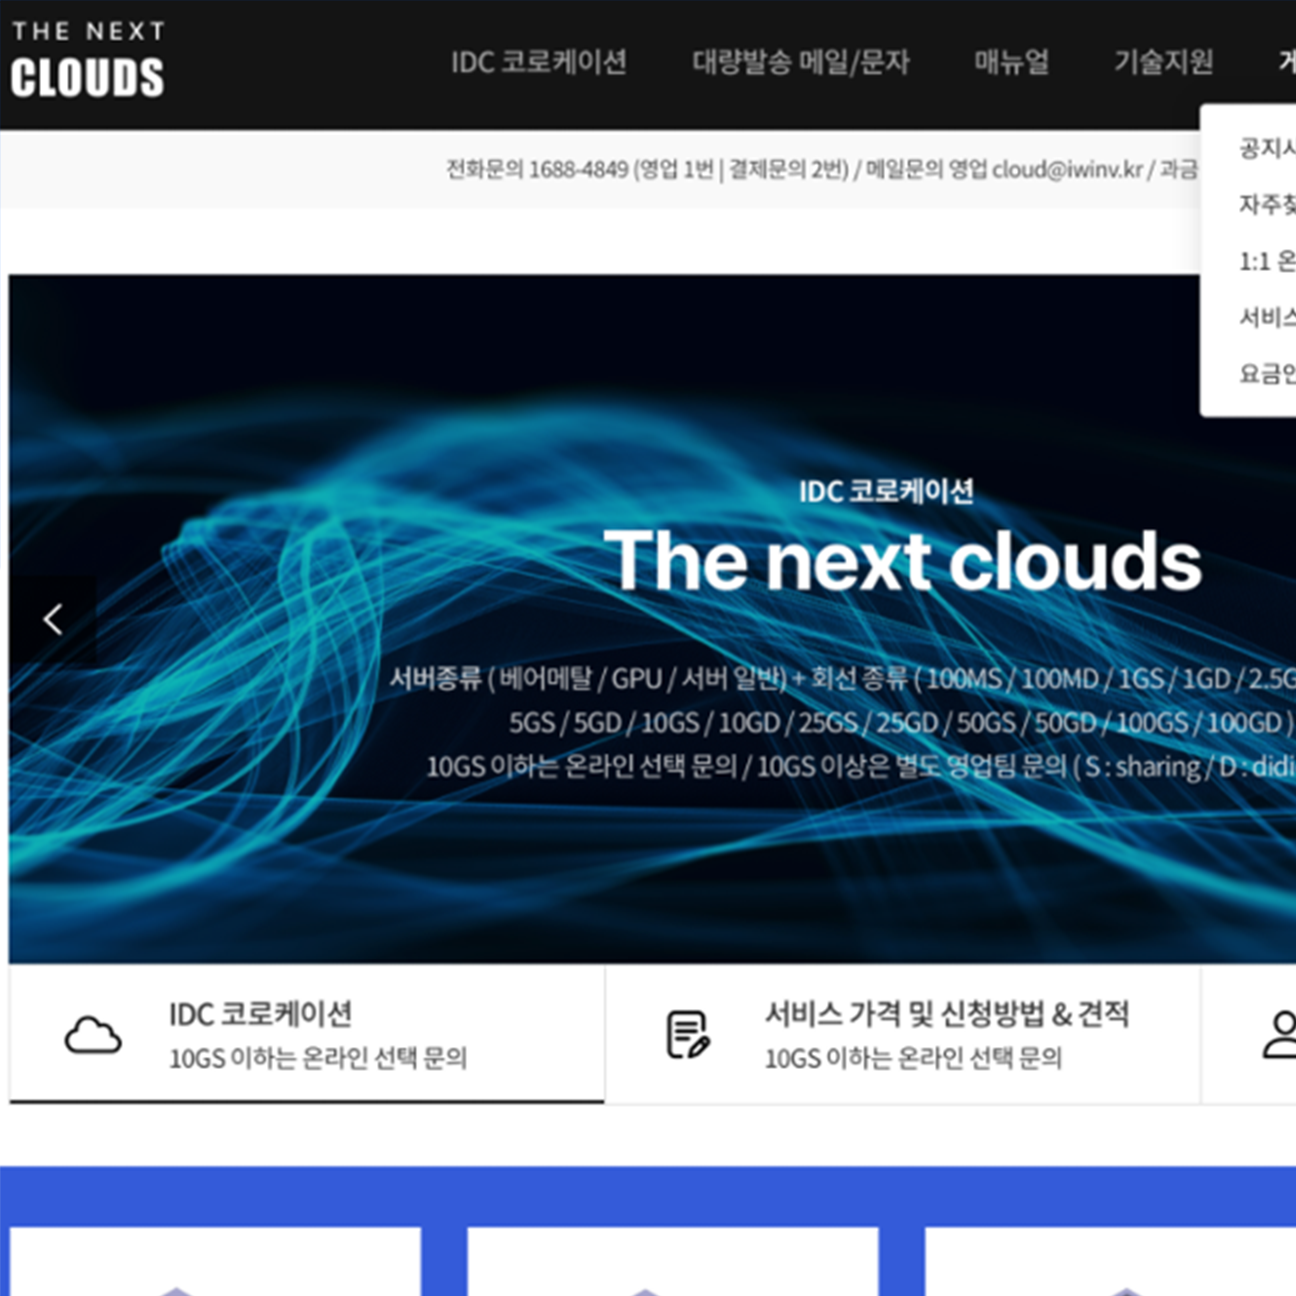 THE NEXT
CLOUDS
IDC 코로케이션 대량발송 메일/문자 매뉴얼 기술지원
전화문의 1688-4849 (영업 1번 | 결제문의 2번) / 메일문의 영업 cloud@iwinv.kr / 과금
공지사
자주찾
1:1 온
서비스
요금안
IDC 코로케이션
The next clouds
서버종류 ( 베어메탈 / GPU / 서버 일반) + 회선 종류 ( 100MS / 100MD / 1GS / 1GD / 2.5G
5GS / 5GD / 10GS / 10GD / 25GS / 25GD / 50GS / 50GD / 100GS / 100GD )
10GS 이하는 온라인 선택 문의 / 10GS 이상은 별도 영업팀 문의 ( S : sharing / D : didi
IDC 코로케이션
10GS 이하는 온라인 선택 문의
서비스 가격 및 신청방법 & 견적
10GS 이하는 온라인 선택 문의